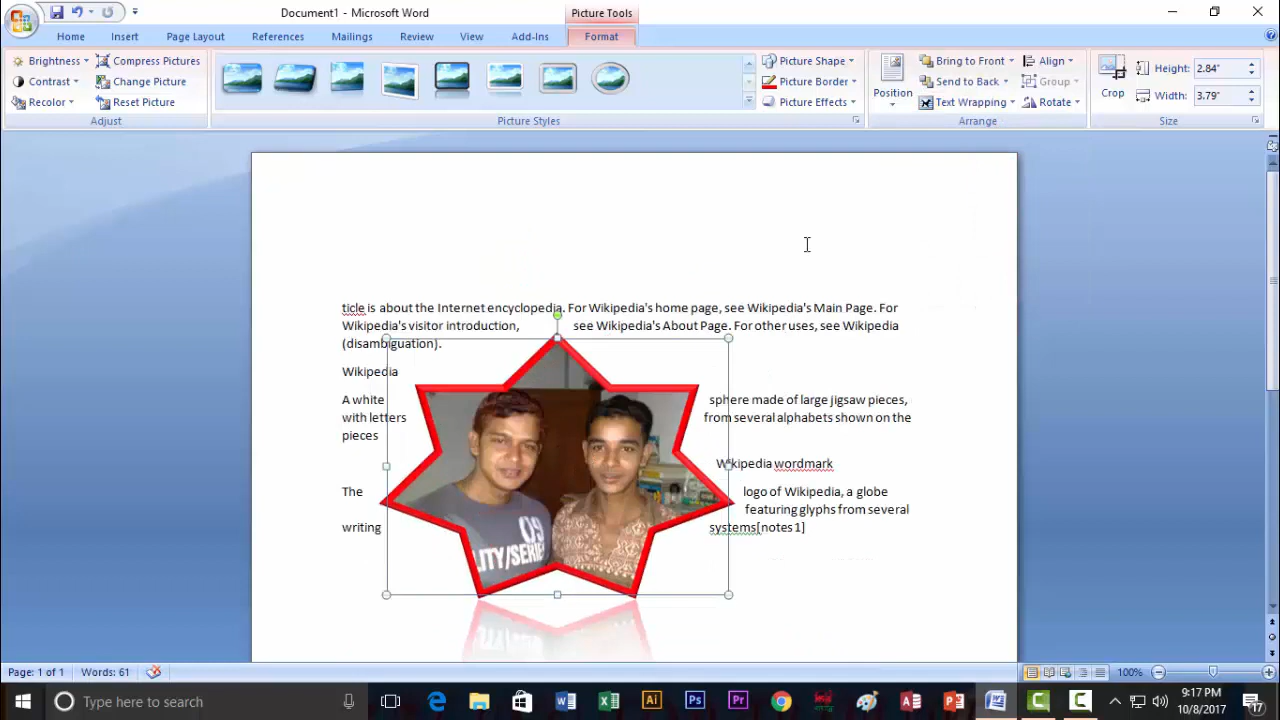 Document1 - Microsoft Word
Picture Tools
Home Insert Page Layout References Mailings Review View Add-Ins Format
Brightness Compress Pictures Picture Shape Bring to Front Align Height: 2.84"
Contrast Change Picture Picture Border Send to Back Group
Recolor Reset Picture Picture Effects Position Text Wrapping Rotate Crop Width: 3.79"
Adjust Picture Styles Arrange Size
ticle is about the Internet encyclopedia. For Wikipedia's home page, see Wikipedia's Main Page. For
Wikipedia's visitor introduction, see Wikipedia's About Page. For other uses, see Wikipedia
(disambiguation).
Wikipedia
A white sphere made of large jigsaw pieces,
with letters from several alphabets shown on the
pieces
Wikipedia wordmark
The logo of Wikipedia, a globe
featuring glyphs from several
writing systems[notes 1]
09
LITY/SERIE
Page: 1 of 1 Words: 61 100%
Type here to search
9:17 PM
10/8/2017
17